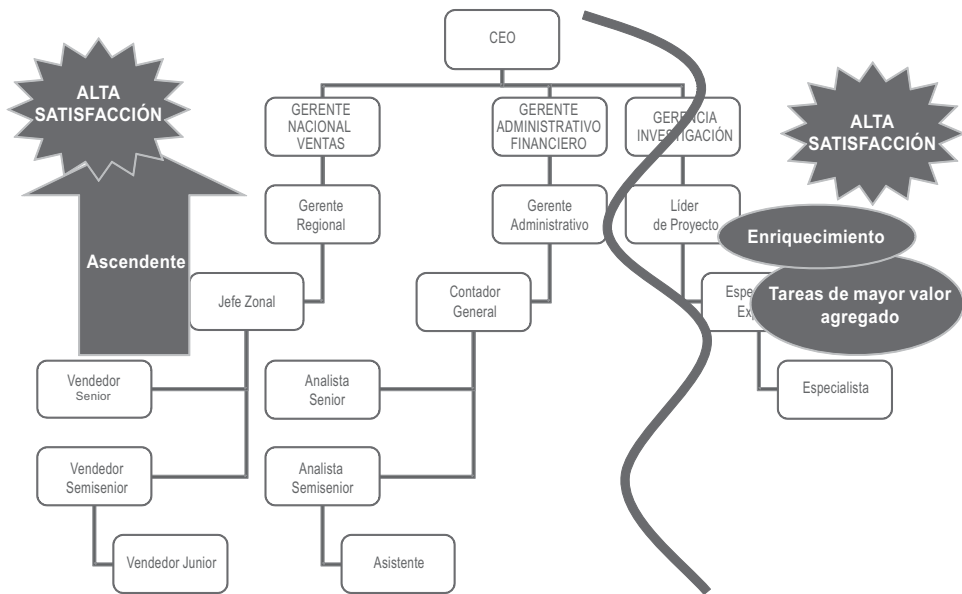 CEO
ALTA
SATISFACCIÓN
GERENTE
NACIONAL
VENTAS
GERENTE
ADMINISTRATIVO
FINANCIERO
GERENCIA
INVESTIGACIÓN
ALTA
SATISFACCIÓN
Gerente
Regional
Gerente
Administrativo
Líder
de Proyecto
Enriquecimiento
Ascendente
Jefe Zonal
Contador
General
Tareas de mayor valor
agregado
Vendedor
Senior
Analista
Senior
Especialista
Vendedor
Semisenior
Analista
Semisenior
Vendedor Junior
Asistente